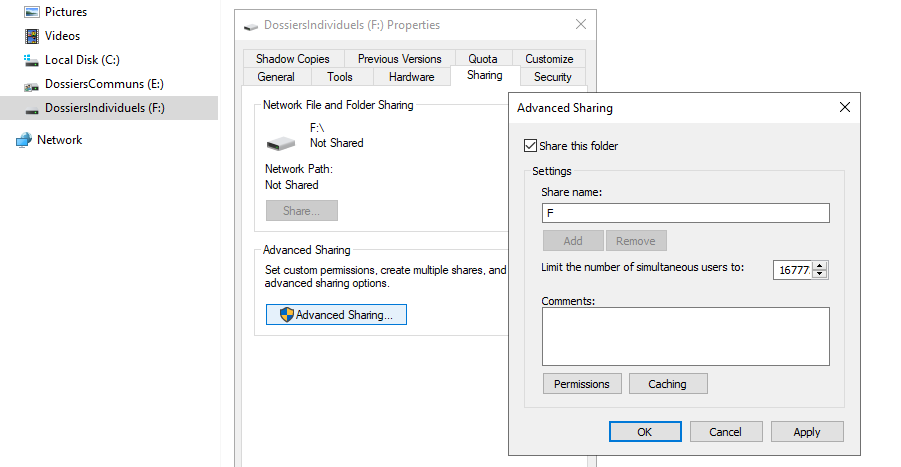 Pictures
Videos
Local Disk (C:)
DossiersCommuns (E:)
DossiersIndividuels (F:)
Network
DossiersIndividuels (F:) Properties
Shadow Copies
Previous Versions
Quota
Customize
General
Tools
Hardware
Sharing
Security
Network File and Folder Sharing
F:\
Not Shared
Network Path:
Not Shared
Share...
Advanced Sharing
Set custom permissions, create multiple shares, and
advanced sharing options.
Advanced Sharing...
Advanced Sharing
Share this folder
Settings
Share name:
F
Add
Remove
Limit the number of simultaneous users to:
16777
Comments:
Permissions
Caching
OK
Cancel
Apply